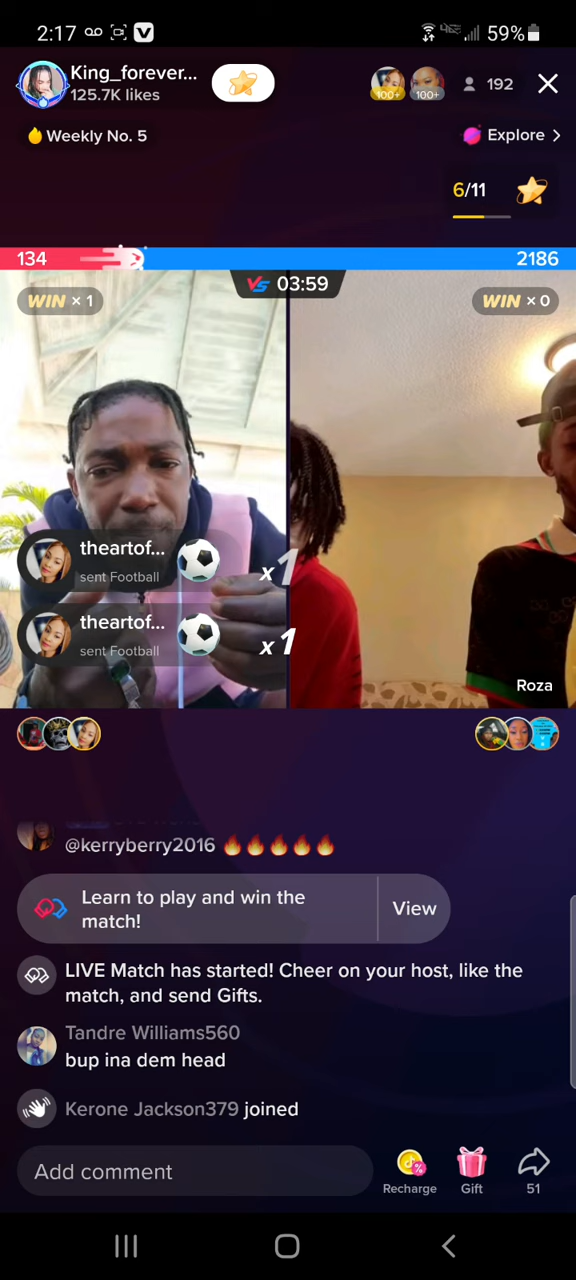 2:17
59%
King_forever...
125.7K likes
100+
100+
192
Weekly No. 5
Explore >
6/11
134
2186
WIN x 1
VS 03:59
WIN x 0
theartof...
sent Football
x1
theartof...
sent Football
x1
Roza
@kerryberry2016 🔥🔥🔥🔥🔥
Learn to play and win the
match!
View
LIVE Match has started! Cheer on your host, like the
match, and send Gifts.
Tandre Williams560
bup ina dem head
Kerone Jackson379 joined
Add comment
Recharge
Gift
51